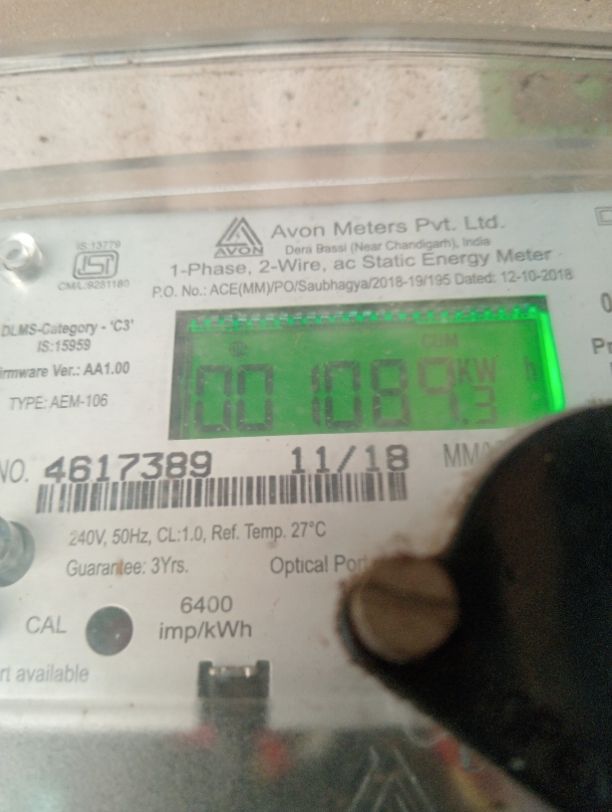 AVON
Avon Meters Pvt. Ltd.
Dera Bassi (Near Chandigarh), India
1-Phase, 2-Wire, ac Static Energy Meter
P.O. No.: ACE(MM)/PO/Saubhagya/2018-19/195 Dated: 12-10-2018
IS:13779
ISI
CM/L:9281180
DLMS-Category - 'C3'
IS:15959
irmware Ver.: AA1.00
TYPE: AEM-106
CUM
001089.3 KW h
NO. 4617389 11/18
240V, 50Hz, CL:1.0, Ref. Temp. 27°C
Guarantee: 3Yrs. Optical Por
CAL
6400
imp/kWh
rt available